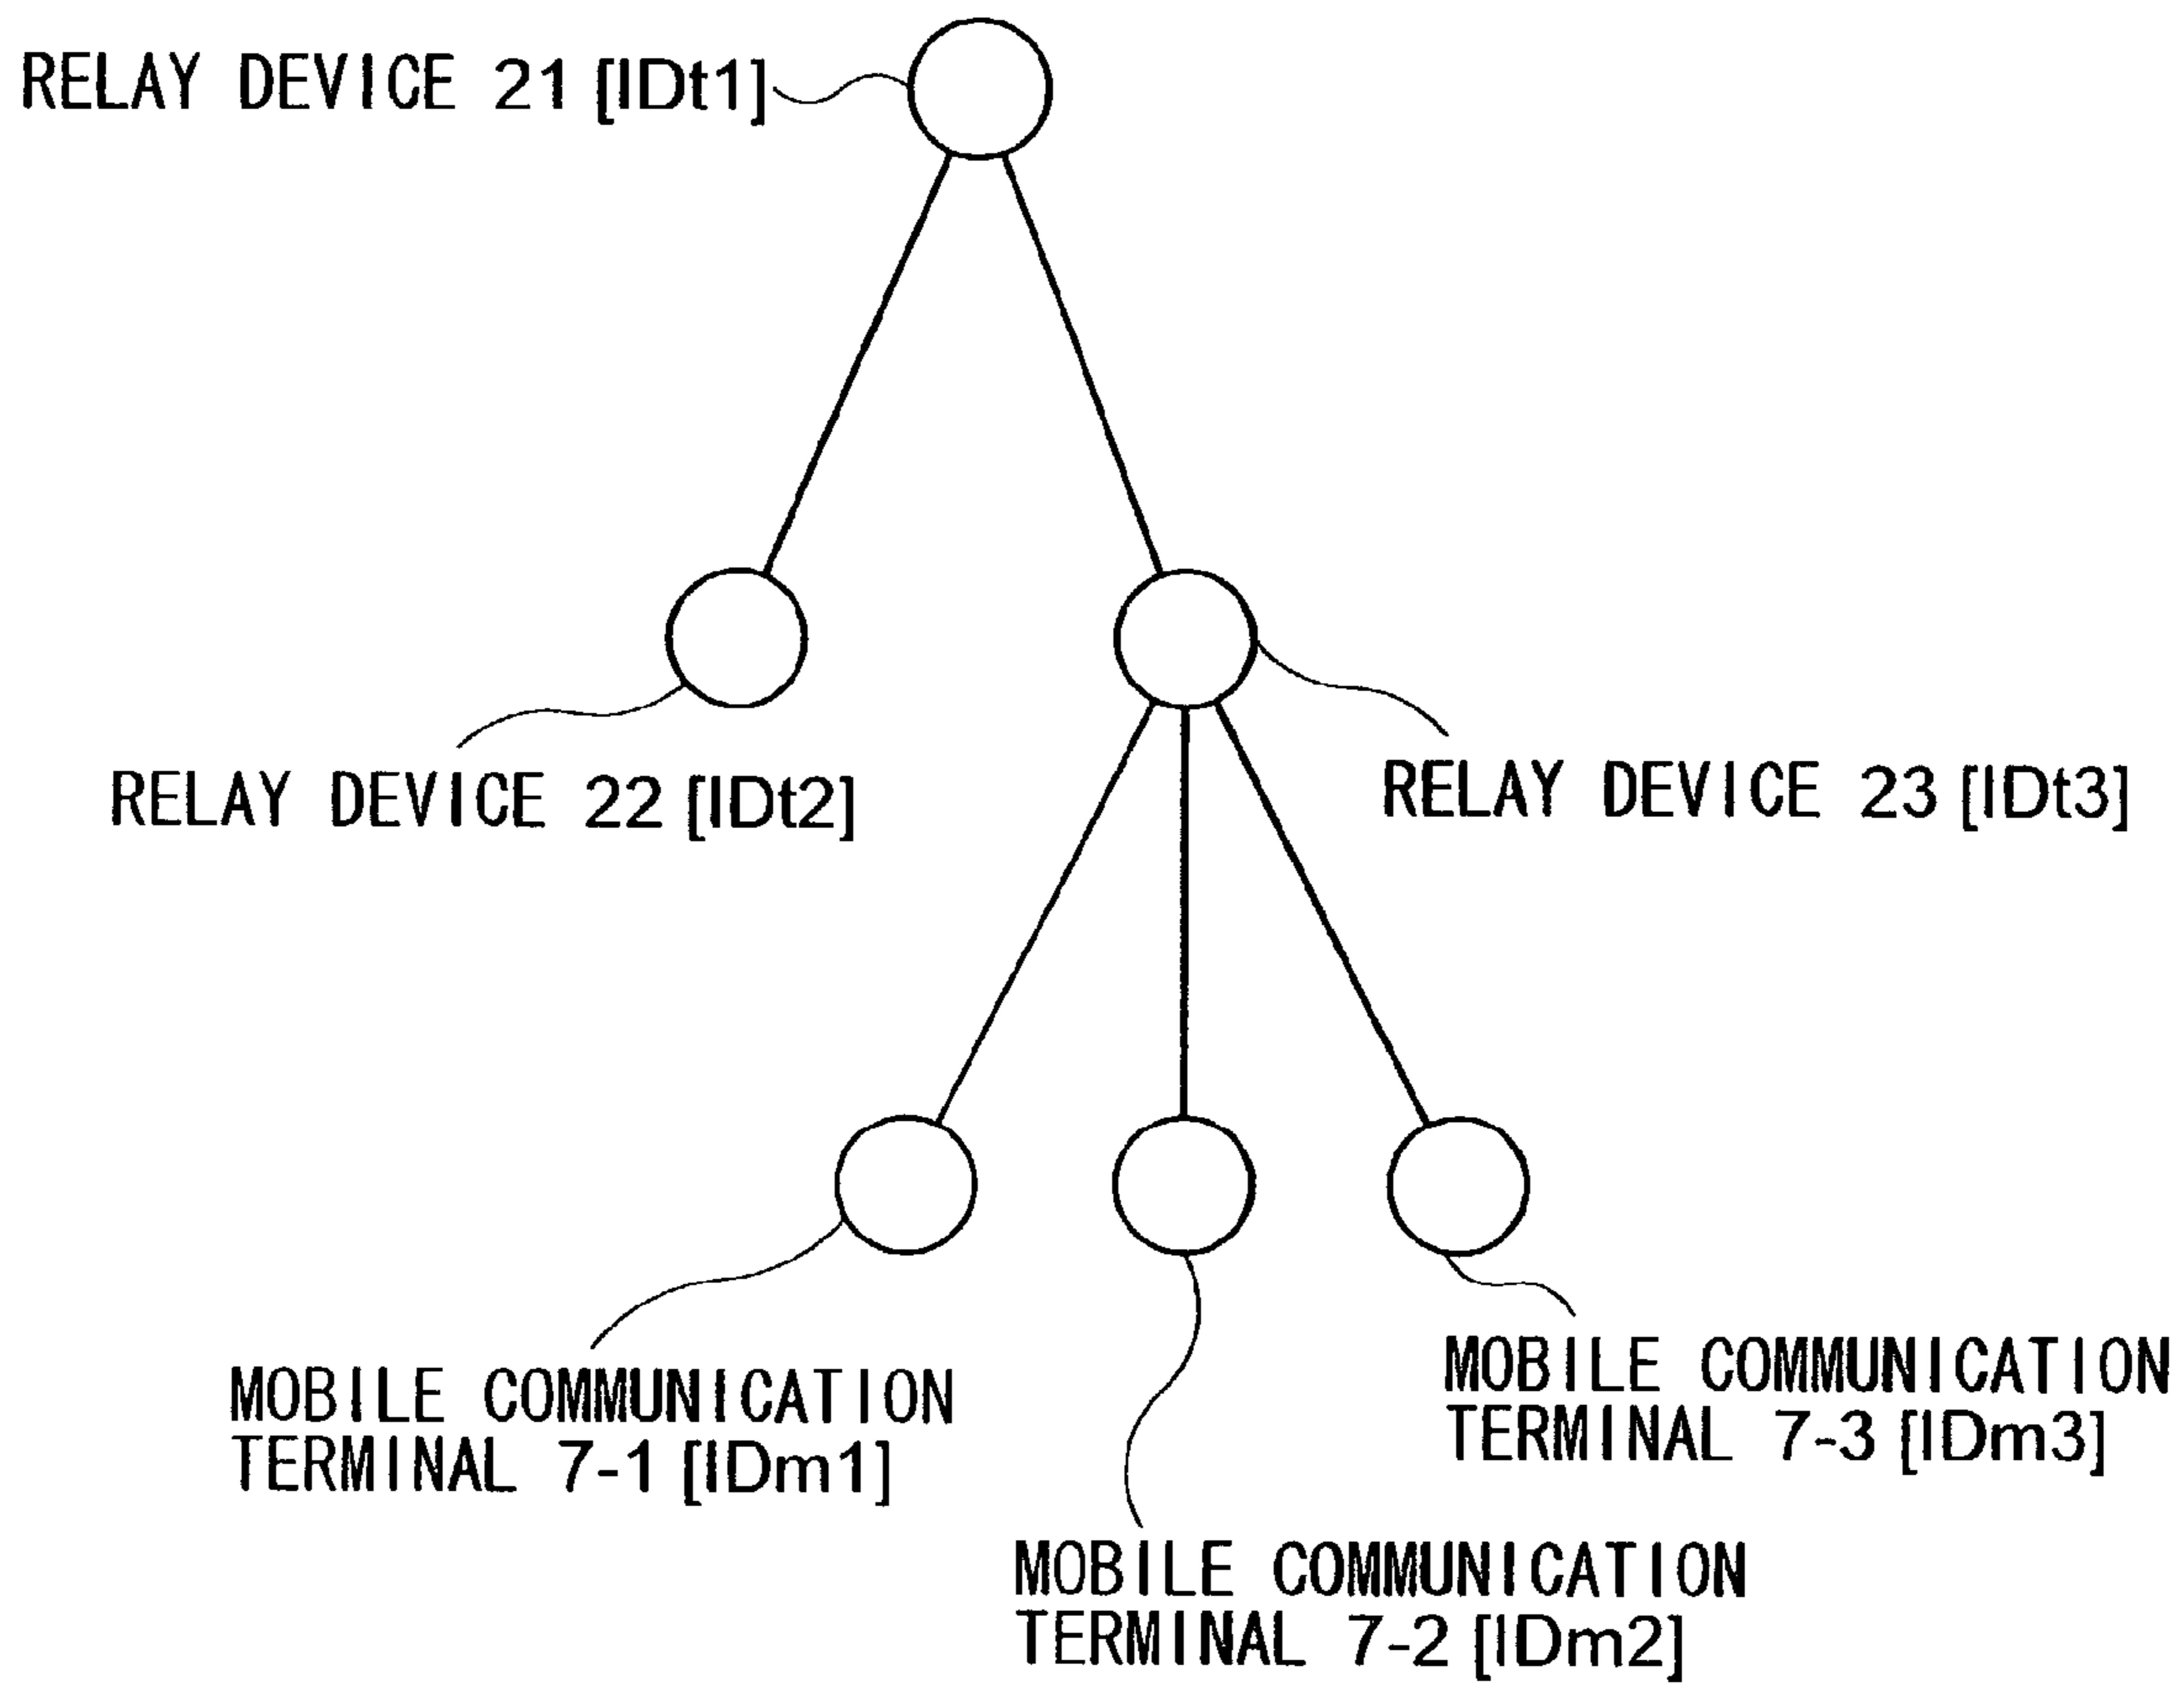 RELAY DEVICE 21 [IDt1]
RELAY DEVICE 22 [IDt2]
RELAY DEVICE 23 [IDt3]
MOBILE COMMUNICATION
TERMINAL 7-1 [IDm1]
MOBILE COMMUNICATION
TERMINAL 7-3 [IDm3]
MOBILE COMMUNICATION
TERMINAL 7-2 [IDm2]